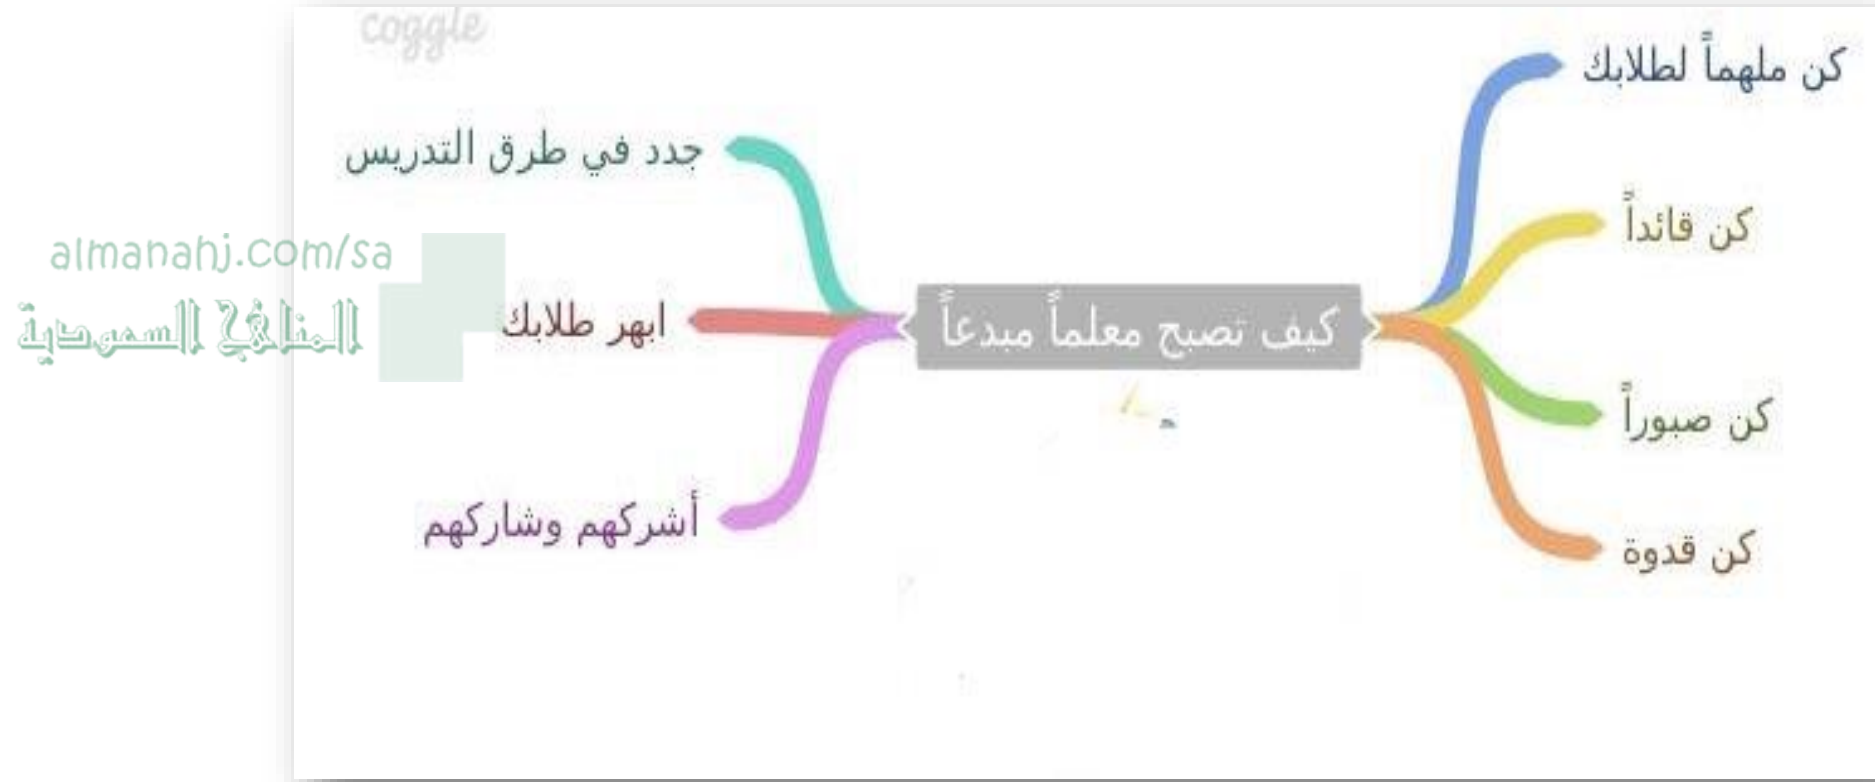 coggle
كن ملهماً لطلابك
كن قائداً
كن صبوراً
كن قدوة
كيف تصبح معلماً مبدعاً
جدد في طرق التدريس
ابهر طلابك
أشركهم وشاركهم
almanahj.com/sa
المناهج السعودية